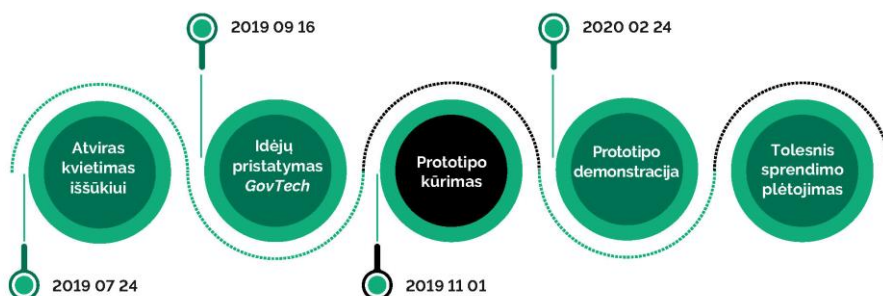 2019 09 16
2020 02 24
Atviras
kvietimas
iššūkiui
Idėjų
pristatymas
GovTech
Prototipo
kūrimas
Prototipo
demonstracija
Tolesnis
sprendimo
plėtojimas
2019 07 24
2019 11 01